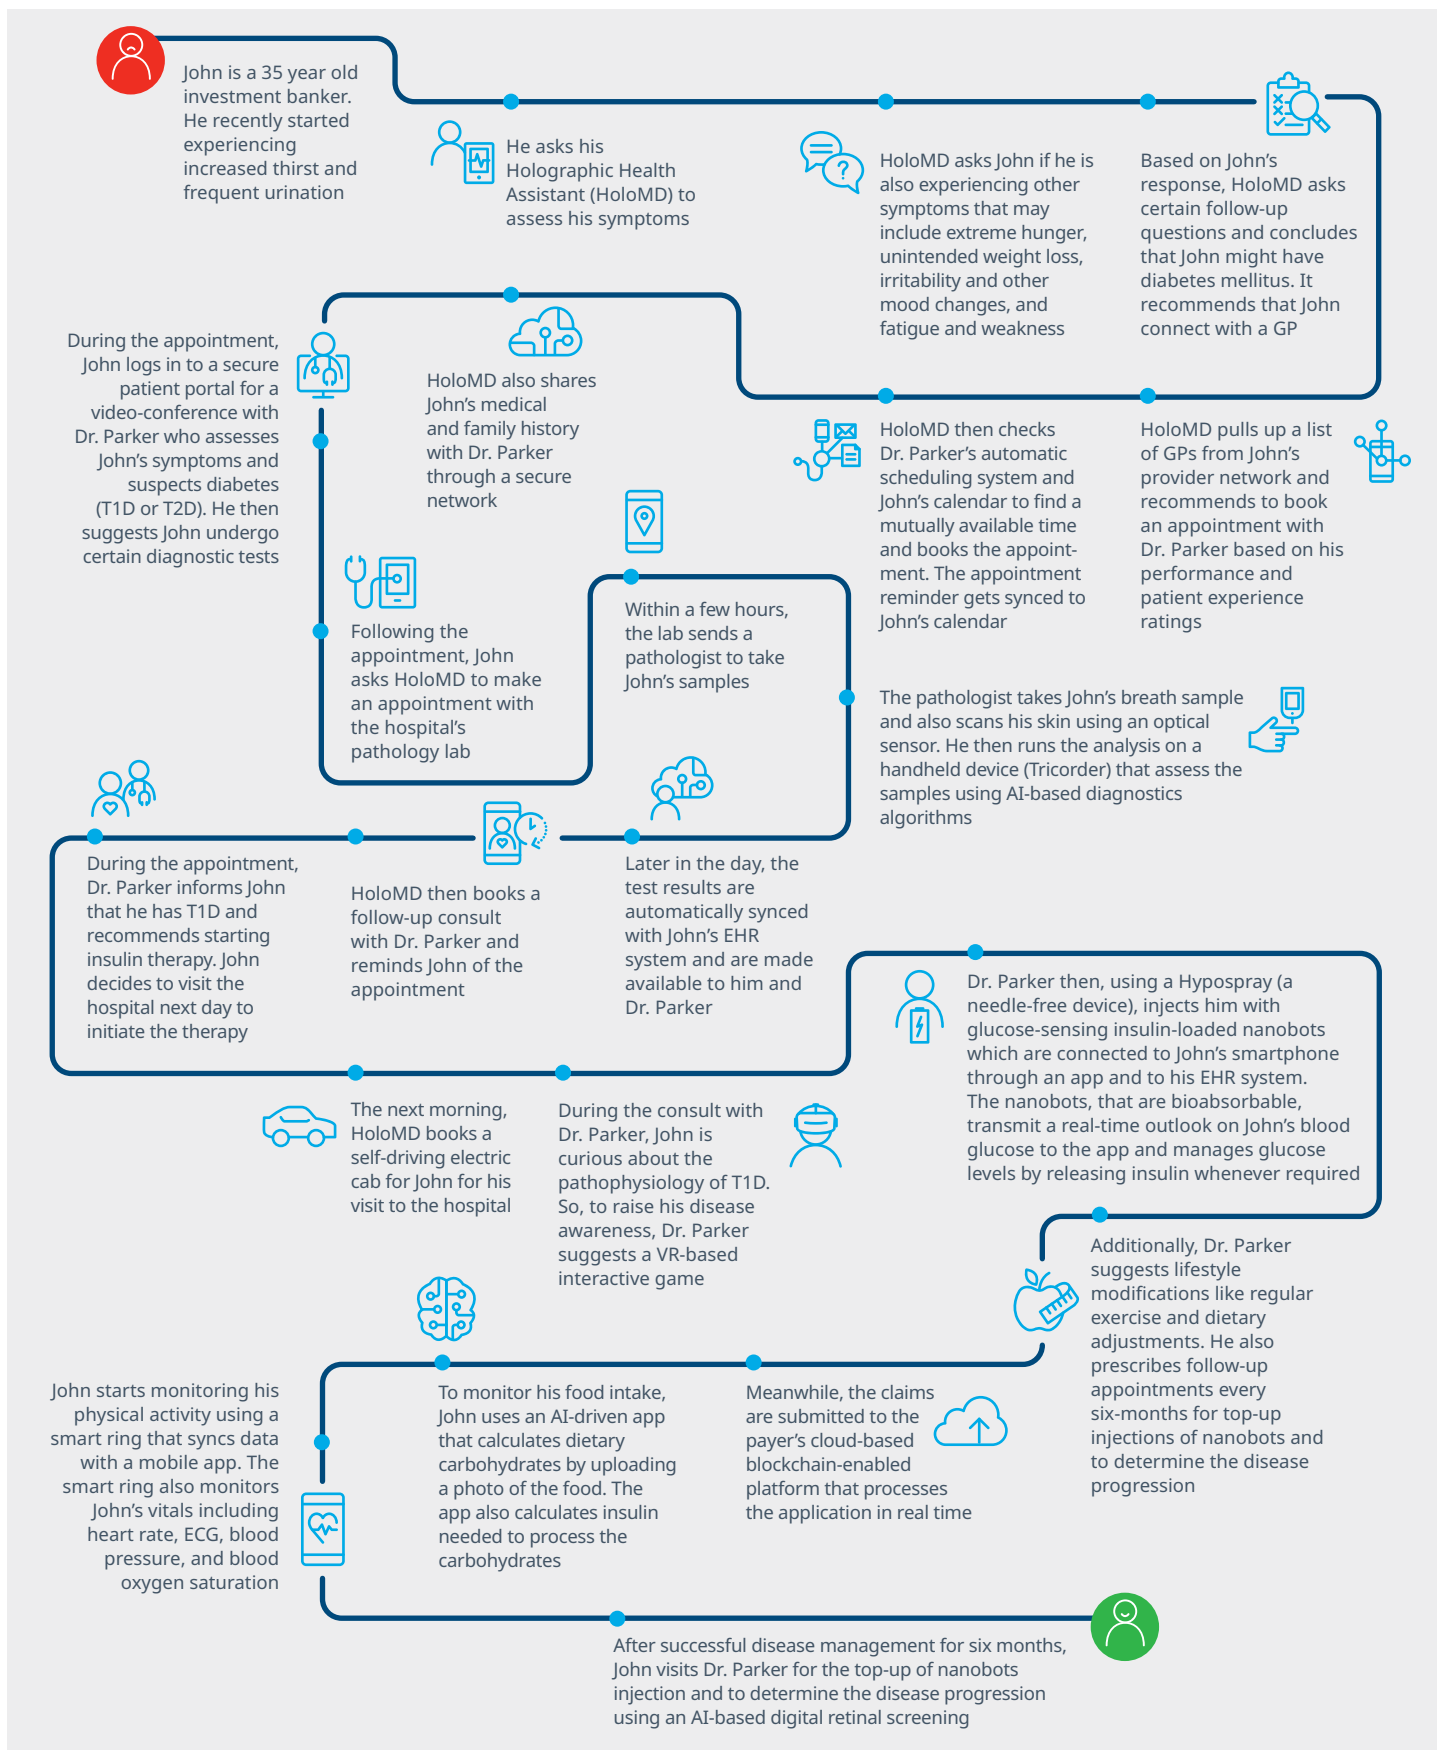 John is a 35 year old
investment banker.
He recently started
experiencing
increased thirst and
frequent urination
He asks his
Holographic Health
Assistant (HoloMD) to
assess his symptoms
HoloMD asks John if he is
also experiencing other
symptoms that may
include extreme hunger,
unintended weight loss,
irritability and other
mood changes, and
fatigue and weakness
Based on John’s
response, HoloMD asks
certain follow-up
questions and concludes
that John might have
diabetes mellitus. It
recommends that John
connect with a GP
HoloMD pulls up a list
of GPs from John’s
provider network and
recommends to book
an appointment with
Dr. Parker based on his
performance and
patient experience
ratings
HoloMD then checks
Dr. Parker’s automatic
scheduling system and
John’s calendar to find a
mutually available time
and books the appoint-
ment. The appointment
reminder gets synced to
John’s calendar
HoloMD also shares
John’s medical
and family history
with Dr. Parker
through a secure
network
During the appointment,
John logs in to a secure
patient portal for a
video-conference with
Dr. Parker who assesses
John’s symptoms and
suspects diabetes
(T1D or T2D). He then
suggests John undergo
certain diagnostic tests
Following the
appointment, John
asks HoloMD to make
an appointment with
the hospital’s
pathology lab
Within a few hours,
the lab sends a
pathologist to take
John’s samples
The pathologist takes John’s breath sample
and also scans his skin using an optical
sensor. He then runs the analysis on a
handheld device (Tricorder) that assess the
samples using AI-based diagnostics
algorithms
Later in the day, the
test results are
automatically synced
with John’s EHR
system and are made
available to him and
Dr. Parker
HoloMD then books a
follow-up consult
with Dr. Parker and
reminds John of the
appointment
During the appointment,
Dr. Parker informs John
that he has T1D and
recommends starting
insulin therapy. John
decides to visit the
hospital next day to
initiate the therapy
The next morning,
HoloMD books a
self-driving electric
cab for John for his
visit to the hospital
During the consult with
Dr. Parker, John is
curious about the
pathophysiology of T1D.
So, to raise his disease
awareness, Dr. Parker
suggests a VR-based
interactive game
Dr. Parker then, using a Hypospray (a
needle-free device), injects him with
glucose-sensing insulin-loaded nanobots
which are connected to John’s smartphone
through an app and to his EHR system.
The nanobots, that are bioabsorbable,
transmit a real-time outlook on John’s blood
glucose to the app and manages glucose
levels by releasing insulin whenever required
Additionally, Dr. Parker
suggests lifestyle
modifications like regular
exercise and dietary
adjustments. He also
prescribes follow-up
appointments every
six-months for top-up
injections of nanobots and
to determine the disease
progression
Meanwhile, the claims
are submitted to the
payer’s cloud-based
blockchain-enabled
platform that processes
the application in real time
To monitor his food intake,
John uses an AI-driven app
that calculates dietary
carbohydrates by uploading
a photo of the food. The
app also calculates insulin
needed to process the
carbohydrates
John starts monitoring his
physical activity using a
smart ring that syncs data
with a mobile app. The
smart ring also monitors
John’s vitals including
heart rate, ECG, blood
pressure, and blood
oxygen saturation
After successful disease management for six months,
John visits Dr. Parker for the top-up of nanobots
injection and to determine the disease progression
using an AI-based digital retinal screening